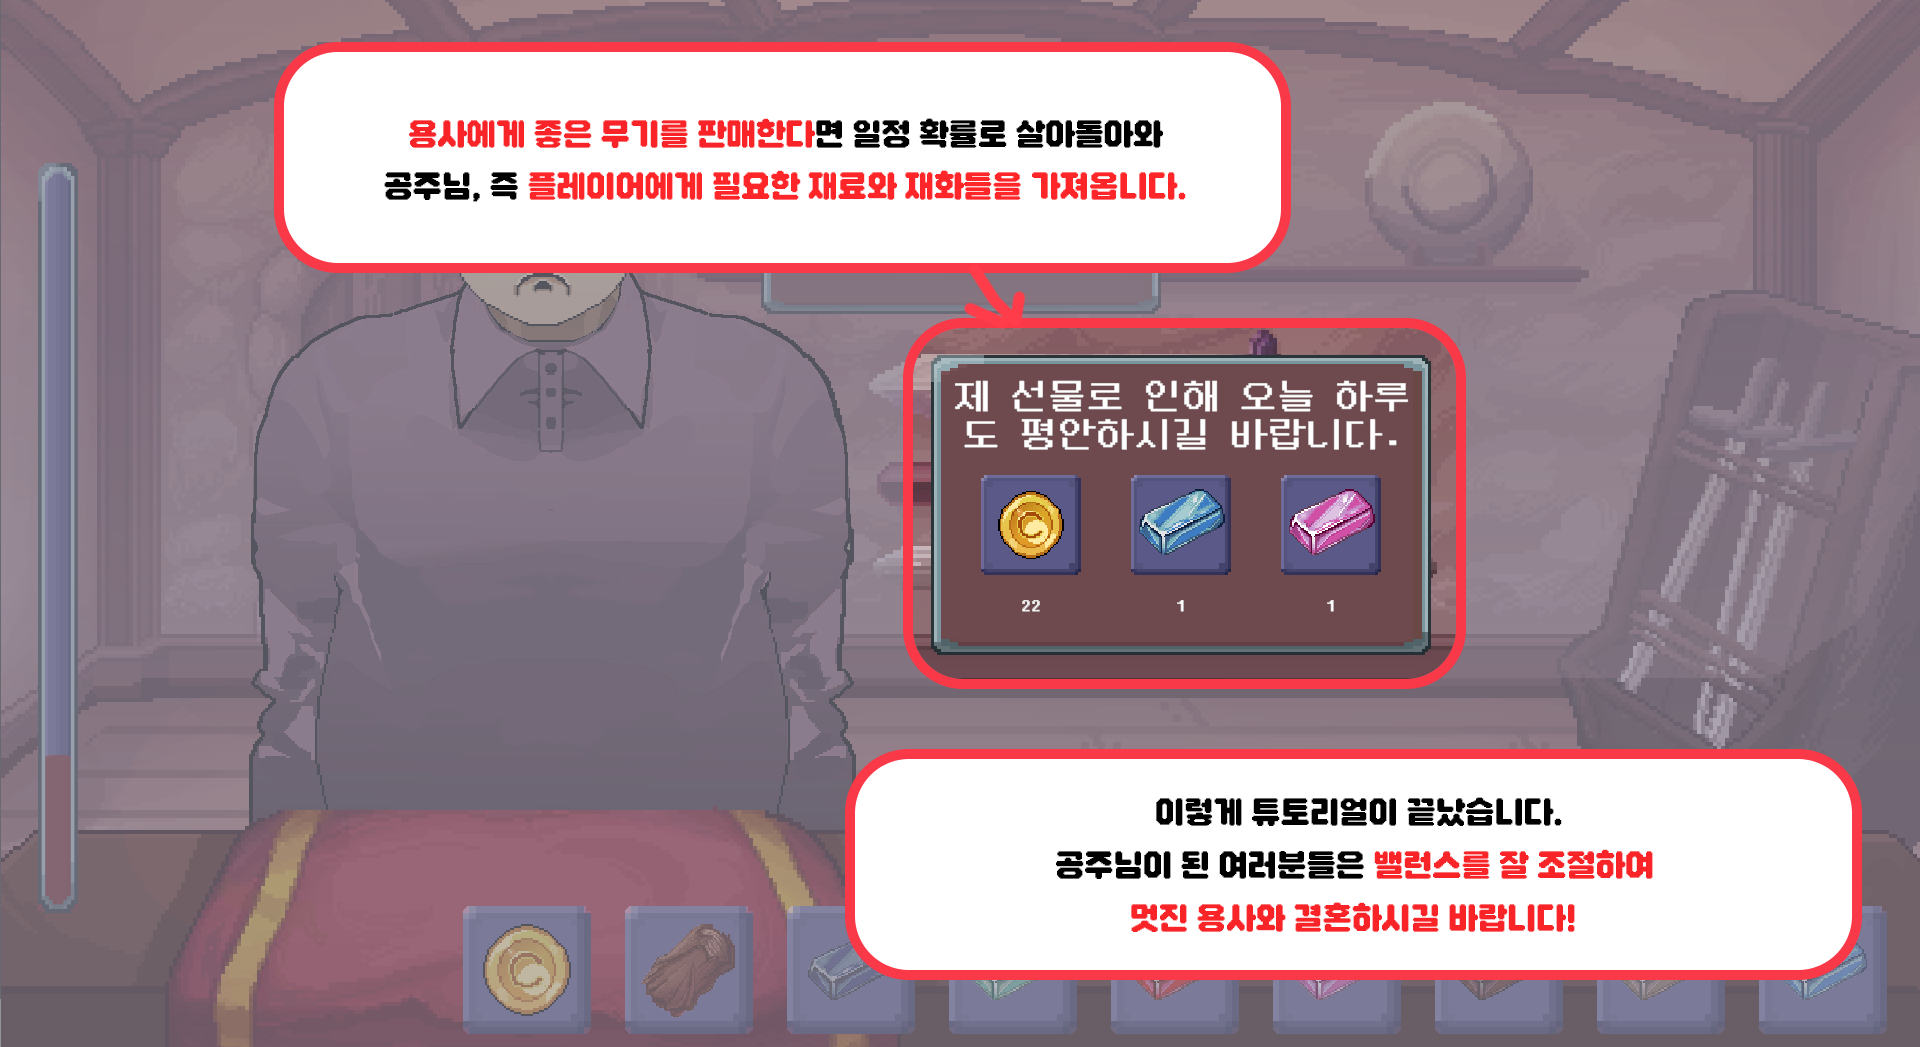 용사에게 좋은 무기를 판매한다면 일정 확률로 살아돌아와
공주님, 즉 플레이어에게 필요한 재료와 재화들을 가져옵니다.
제 선물로 인해 오늘 하루
도 평안하시길 바랍니다.
22
1
1
이렇게 튜토리얼이 끝났습니다.
공주님이 된 여러분들은 밸런스를 잘 조절하여
멋진 용사와 결혼하시길 바랍니다!